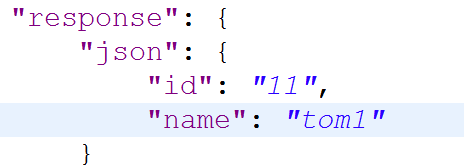 "response": {
"json": {
"id": "11",
"name": "tom1"
}